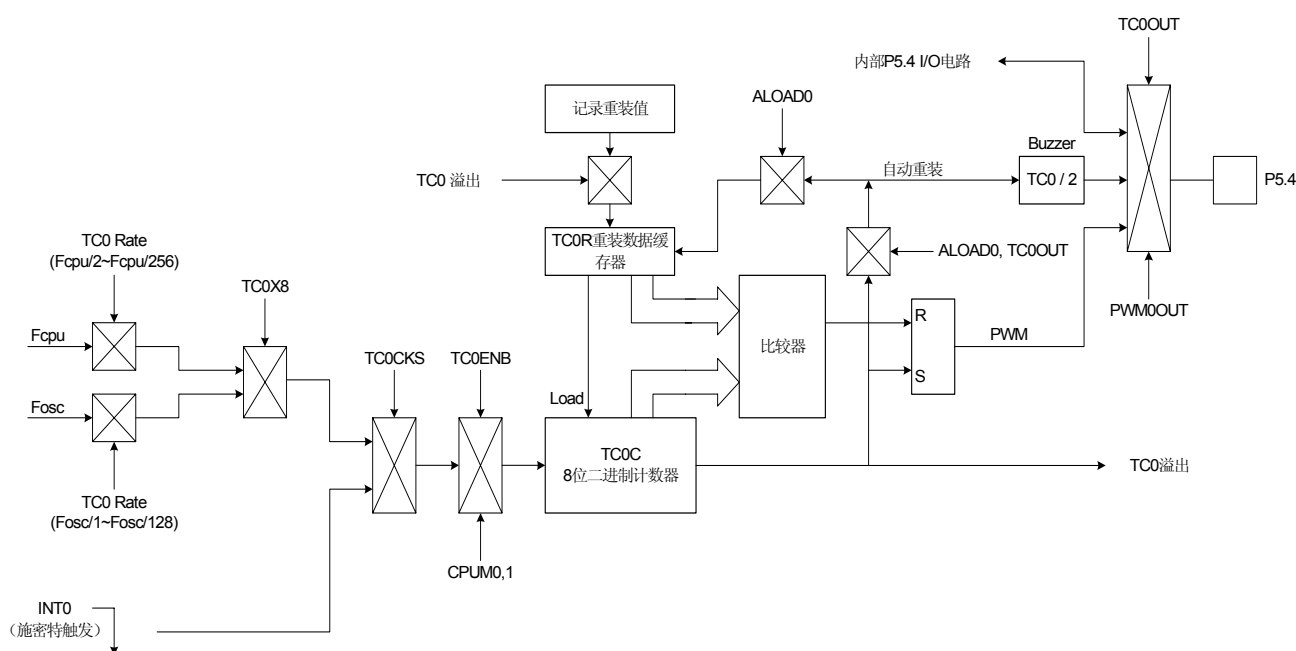 TC0OUT
内部P5.4 I/O电路
记录重装值
ALOAD0
Buzzer
自动重装
TC0 / 2
P5.4
TC0 溢出
TC0R重装数据缓
存器
ALOAD0, TC0OUT
TC0 Rate
(Fcpu/2~Fcpu/256)
TC0X8
PWM0OUT
R
Fcpu
比较器
PWM
TC0CKS
TC0ENB
S
Fosc
Load
TC0C
8位二进制计数器
TC0溢出
TC0 Rate
(Fosc/1~Fosc/128)
CPUM0,1
INT0
（施密特触发）